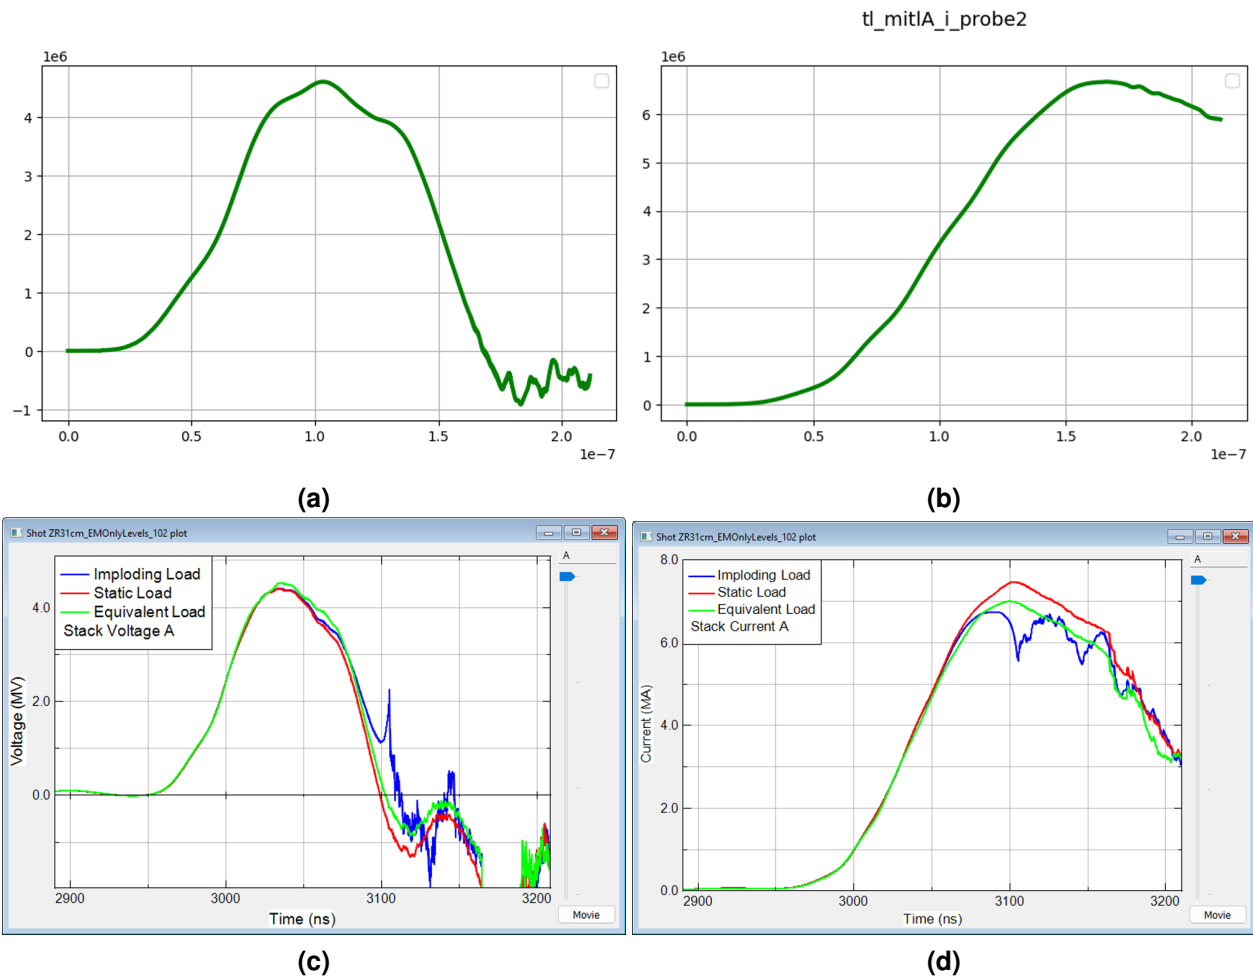 tl_mitlA_i_probe2
1e6
4
3
2
1
0
−1
0.0 0.5 1.0 1.5 2.0
1e−7
1e6
6
5
4
3
2
1
0
0.0 0.5 1.0 1.5 2.0
1e−7
(a)
(b)
Shot ZR31cm_EMOnlyLevels_102 plot
A
Imploding Load
Static Load
Equivalent Load
Stack Voltage A
4.0
2.0
0.0
Voltage (MV)
2900 3000 3100 3200
Time (ns)
Movie
Shot ZR31cm_EMOnlyLevels_102 plot
A
Imploding Load
Static Load
Equivalent Load
Stack Current A
8.0
6.0
4.0
2.0
0.0
Current (MA)
2900 3000 3100 3200
Time (ns)
Movie
(c)
(d)